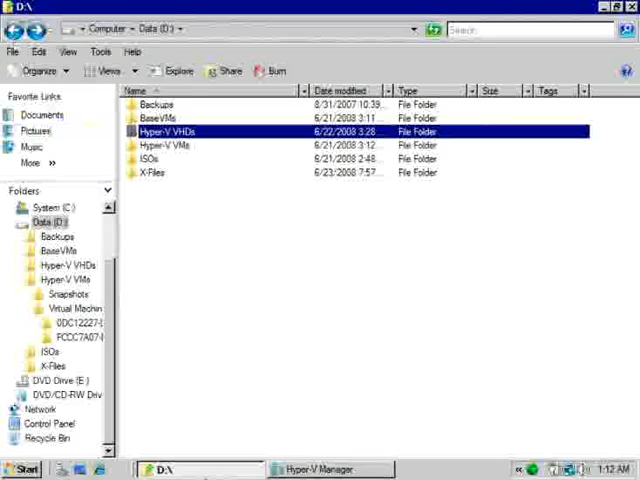 D:\
Computer Data (D:) Search
File Edit View Tools Help
Organize Views Explore Share Burn
Favorite Links
Documents
Pictures
Music
More »
Folders
System (C:)
Data (D:)
Backups
BaseVMs
Hyper-V VHDs
Hyper-V VMs
Snapshots
Virtual Machin
0DC12227-
FCCC7A07-
ISOs
X-Files
DVD Drive (E:)
DVD/CD-RW Driv
Network
Control Panel
Recycle Bin
Name Date modified Type Size Tags
Backups 8/31/2007 10:39... File Folder
BaseVMs 6/21/2008 3:11... File Folder
Hyper-V VHDs 6/22/2008 3:28... File Folder
Hyper-V VMs 6/21/2008 3:12... File Folder
ISOs 6/21/2008 2:48... File Folder
X-Files 6/23/2008 7:57... File Folder
Start D:\ Hyper-V Manager « 1:12 AM